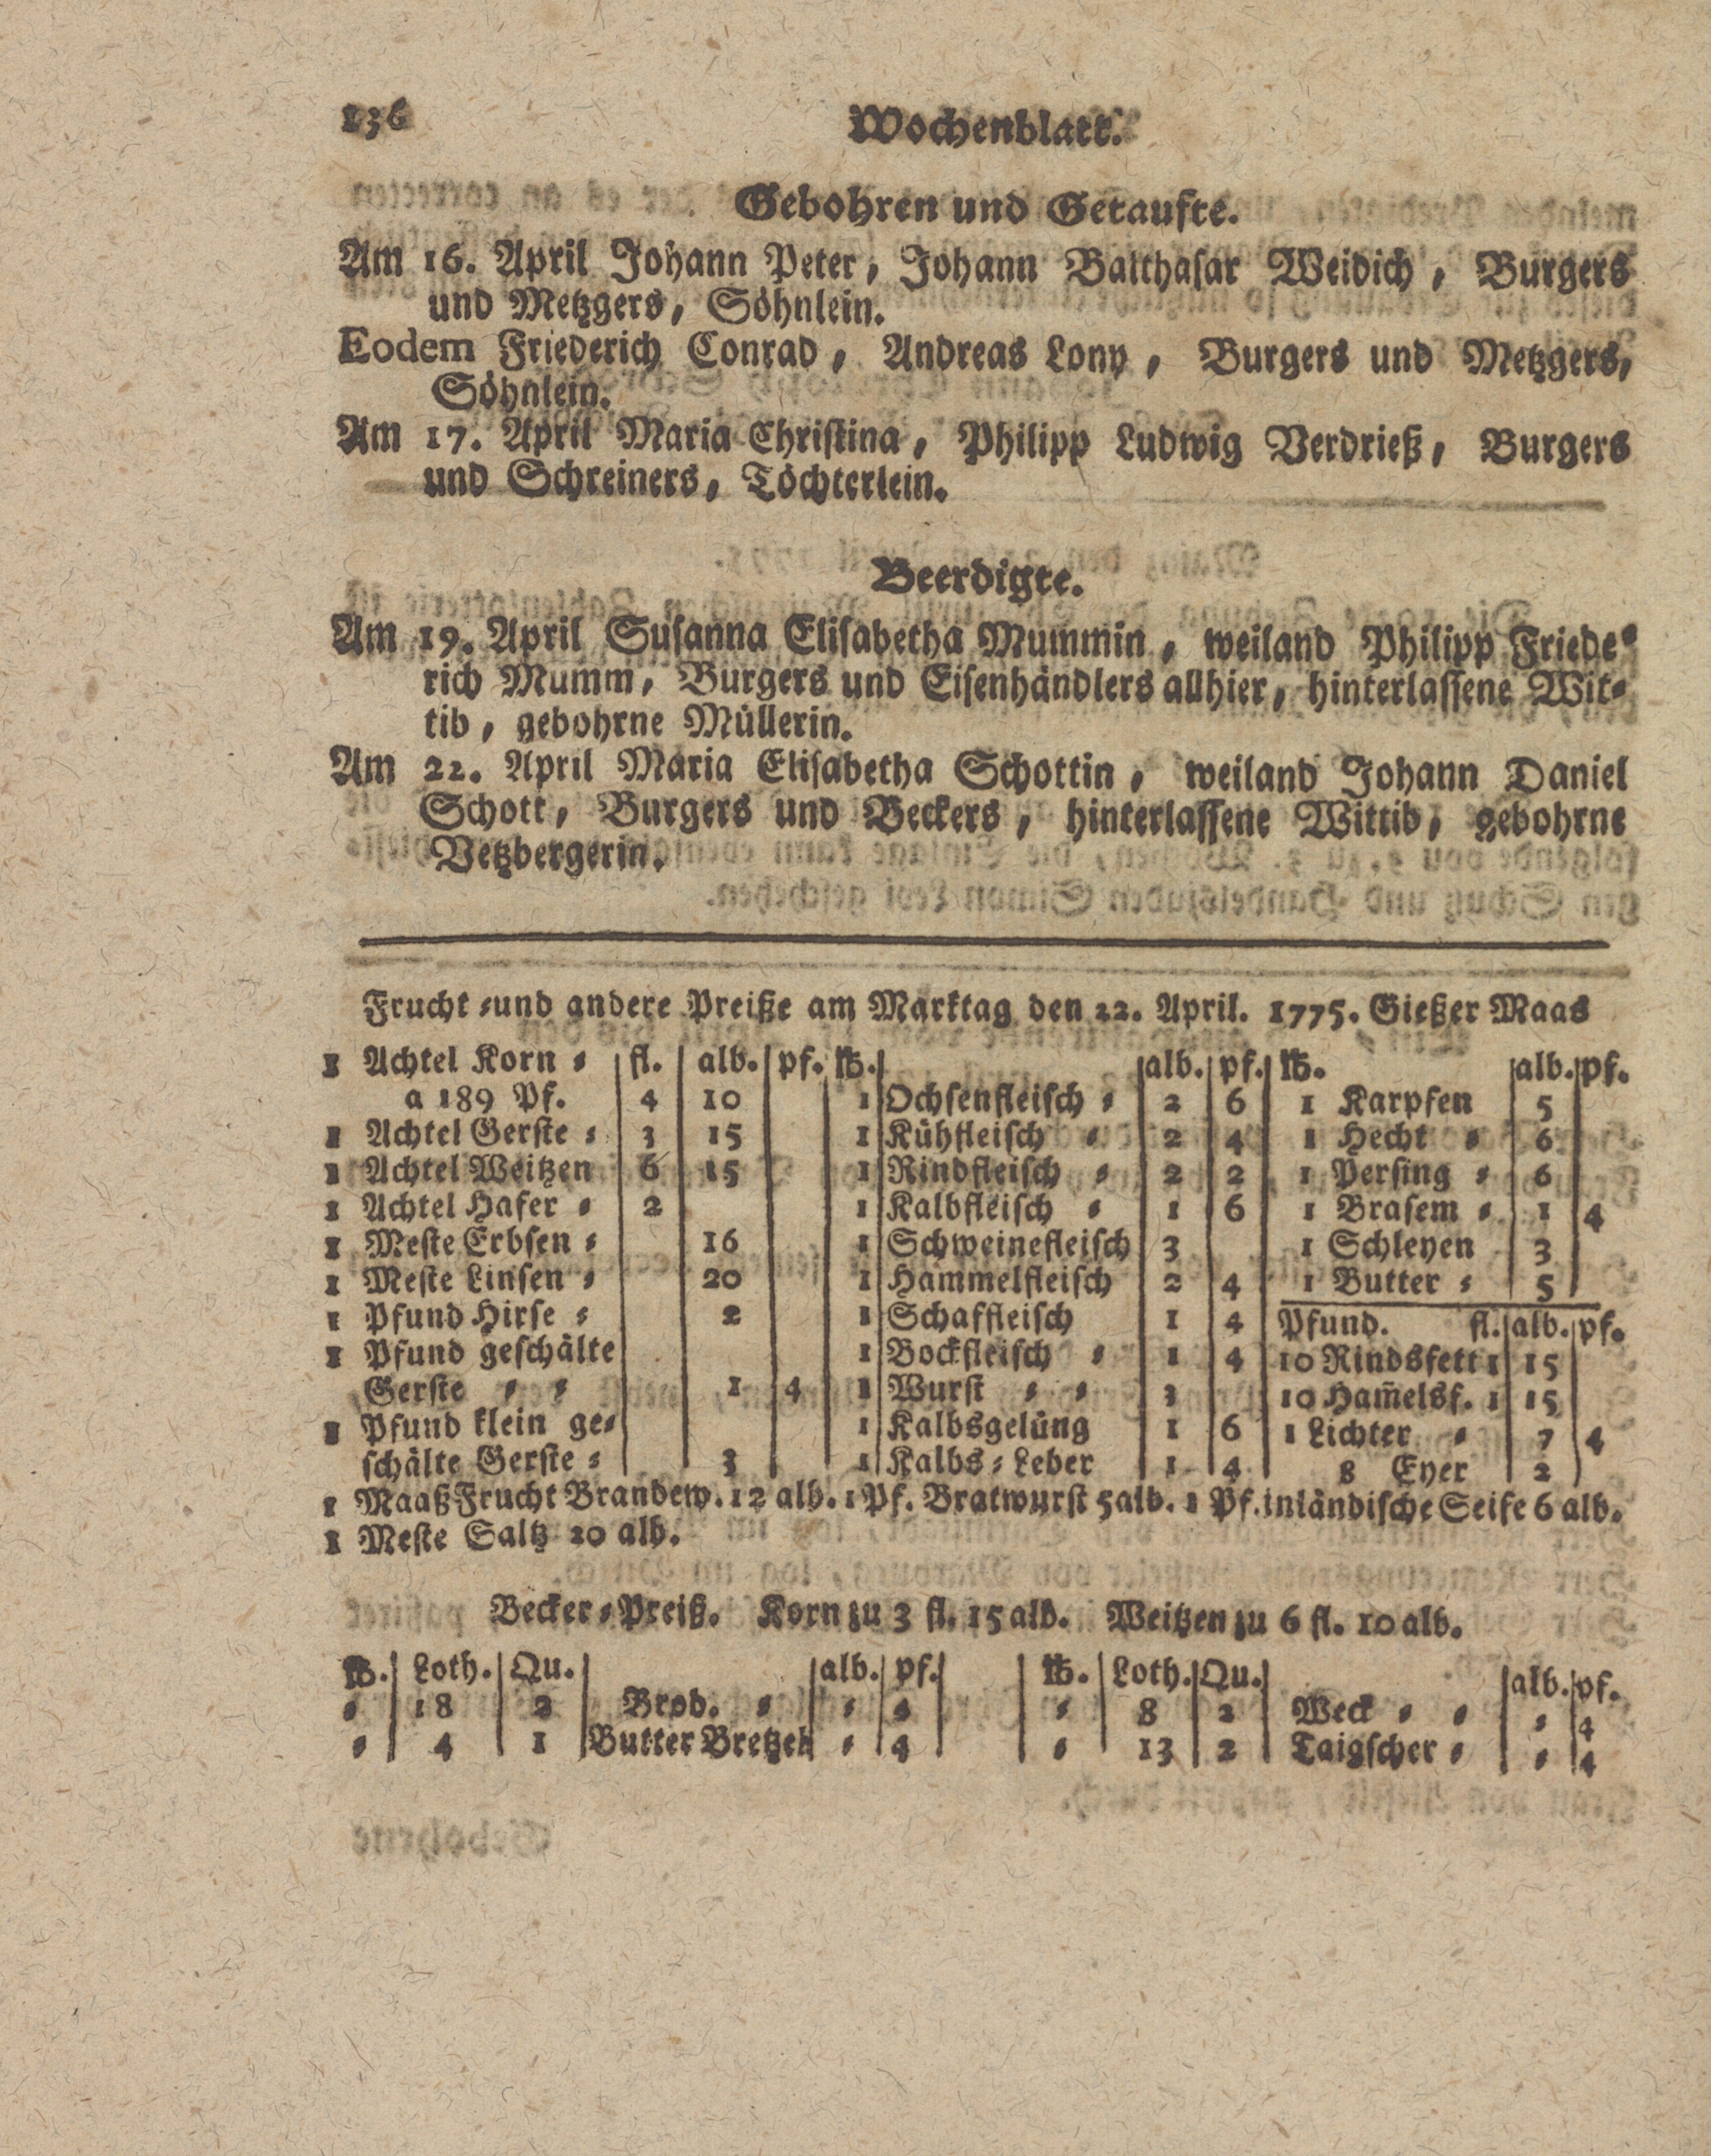 136 Wochenblatt.
Gebohren und Getaufte.
Am 16. April Johann Peter, Johann Balthasar Weidich, Burgers
und Metzgers, Söhnlein.
Eodem Friederich Conrad, Andreas Lony, Burgers und Metzgers,
Söhnlein.
Am 17. April Maria Christina, Philipp Ludwig Verdrieß, Burgers
und Schreiners, Töchterlein.
Beerdigte.
Am 19. April Susanna Elisabetha Mummin, weiland Philipp Friede-
rich Mumm, Burgers und Eisenhändlers allhier, hinterlassene Wit-
tib, gebohrne Müllerin.
Am 22. April Maria Elisabetha Schottin, weiland Johann Daniel
Schott, Burgers und Beckers, hinterlassene Wittib, gebohrne
Vetzbergerin.
Frucht- und andere Preiße am Marktag den 22. April. 1775. Gießer Maas
1 Achtel Korn - | fl. | alb. | pf. | ℔. | | alb. | pf. | ℔. | alb. | pf.
a 189 Pf. | 4 | 10 | | 1 | Ochsenfleisch - | 2 | 6 | 1 Karpfen | 5 |
1 Achtel Gerste - | 3 | 15 | | 1 | Kühfleisch - | 2 | 4 | 1 Hecht - | 6 |
1 Achtel Weitzen | 6 | 15 | | 1 | Rindfleisch - | 2 | 2 | 1 Persing - | 6 |
1 Achtel Hafer - | 2 | | | 1 | Kalbfleisch - | 1 | 6 | 1 Brasem - | 1 | 4
1 Meste Erbsen - | | 16 | | 1 | Schweinefleisch | 3 | | 1 Schleyen | 3 |
1 Meste Linsen - | | 20 | | 1 | Hammelfleisch | 2 | 4 | 1 Butter - | 5 |
1 Pfund Hirse - | | 2 | | 1 | Schaffleisch | 1 | 4 | Pfund. fl. | alb. | pf.
1 Pfund geschälte | | | | 1 | Bockfleisch - | 1 | 4 | 10 Rindsfett 1 | 15 |
Gerste - - | | 1 | 4 | 1 | Wurst - - | 3 | | 10 Ham̃elsf. 1 | 15 |
1 Pfund klein ge- | | | | 1 | Kalbsgelüng | 1 | 6 | 1 Lichter - | 7 | 4
schälte Gerste - | | 3 | | 1 | Kalbs-Leber | 1 | 4 | 8 Eyer | 2 |
1 Maaß Frucht Brandew. 12 alb. 1 Pf. Bratwurst 5 alb. 1 Pf. inländische Seife 6 alb.
1 Meste Saltz 20 alb.
Becker-Preiß. Korn zu 3 fl. 15 alb. Weitzen zu 6 fl. 10 alb.
℔. | Loth. | Qu. | | alb. | pf. | ℔. | Loth. | Qu. | | alb. | pf.
- | 18 | 2 | Brod. - | - | 4 | - | 8 | 2 | Weck - - | - | 4
- | 4 | 1 | Butter Bretzel | - | 4 | - | 13 | 2 | Taigscher - | - | 4